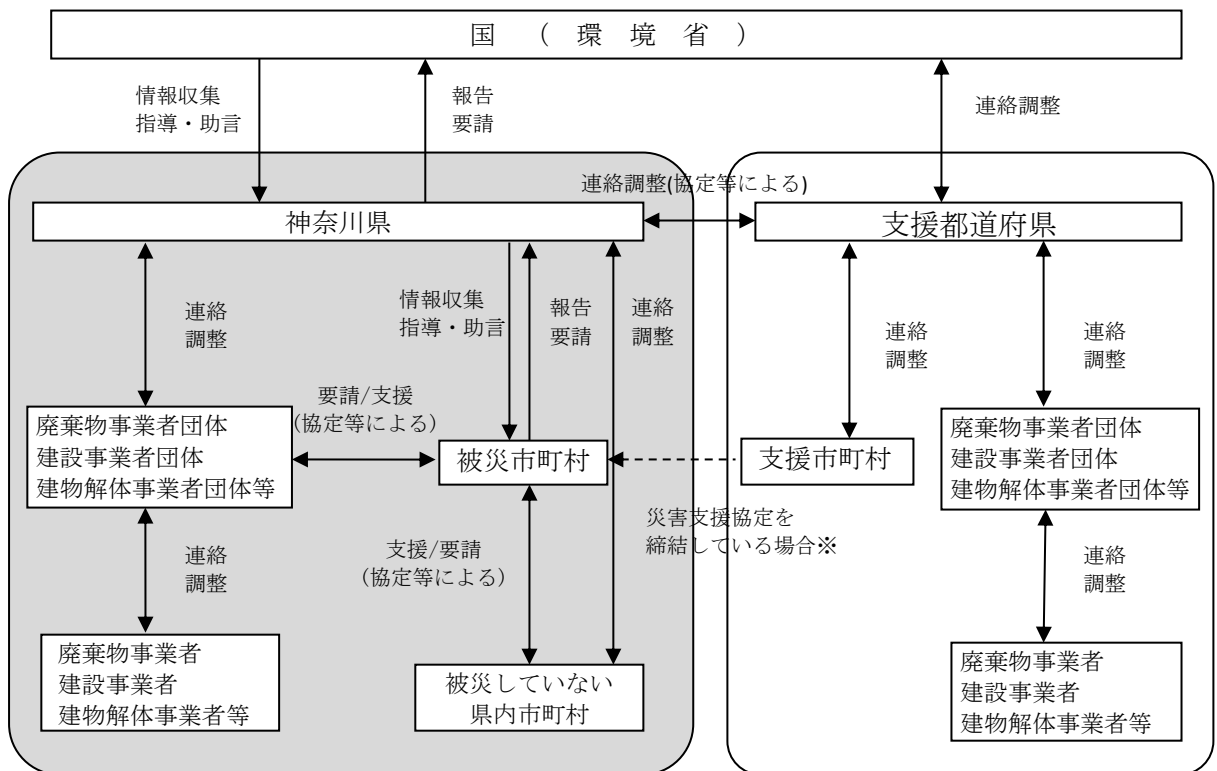 国（環境省）
情報収集
指導・助言
報告
要請
連絡調整
連絡調整(協定等による)
神奈川県
支援都道府県
連絡
調整
情報収集
指導・助言
報告
要請
連絡
調整
連絡
調整
連絡
調整
要請/支援
（協定等による）
廃棄物事業者団体
建設事業者団体
建物解体事業者団体等
被災市町村
支援市町村
廃棄物事業者団体
建設事業者団体
建物解体事業者団体等
災害支援協定を
締結している場合※
連絡
調整
支援/要請
（協定等による）
連絡
調整
廃棄物事業者
建設事業者
建物解体事業者等
被災していない
県内市町村
廃棄物事業者
建設事業者
建物解体事業者等